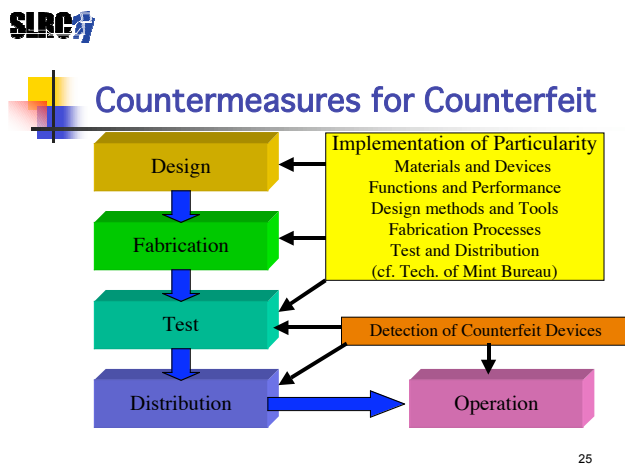 SLRC
Countermeasures for Counterfeit
Design
Implementation of Particularity
Materials and Devices
Functions and Performance
Design methods and Tools
Fabrication Processes
Test and Distribution
(cf. Tech. of Mint Bureau)
Fabrication
Test
Detection of Counterfeit Devices
Distribution
Operation
25